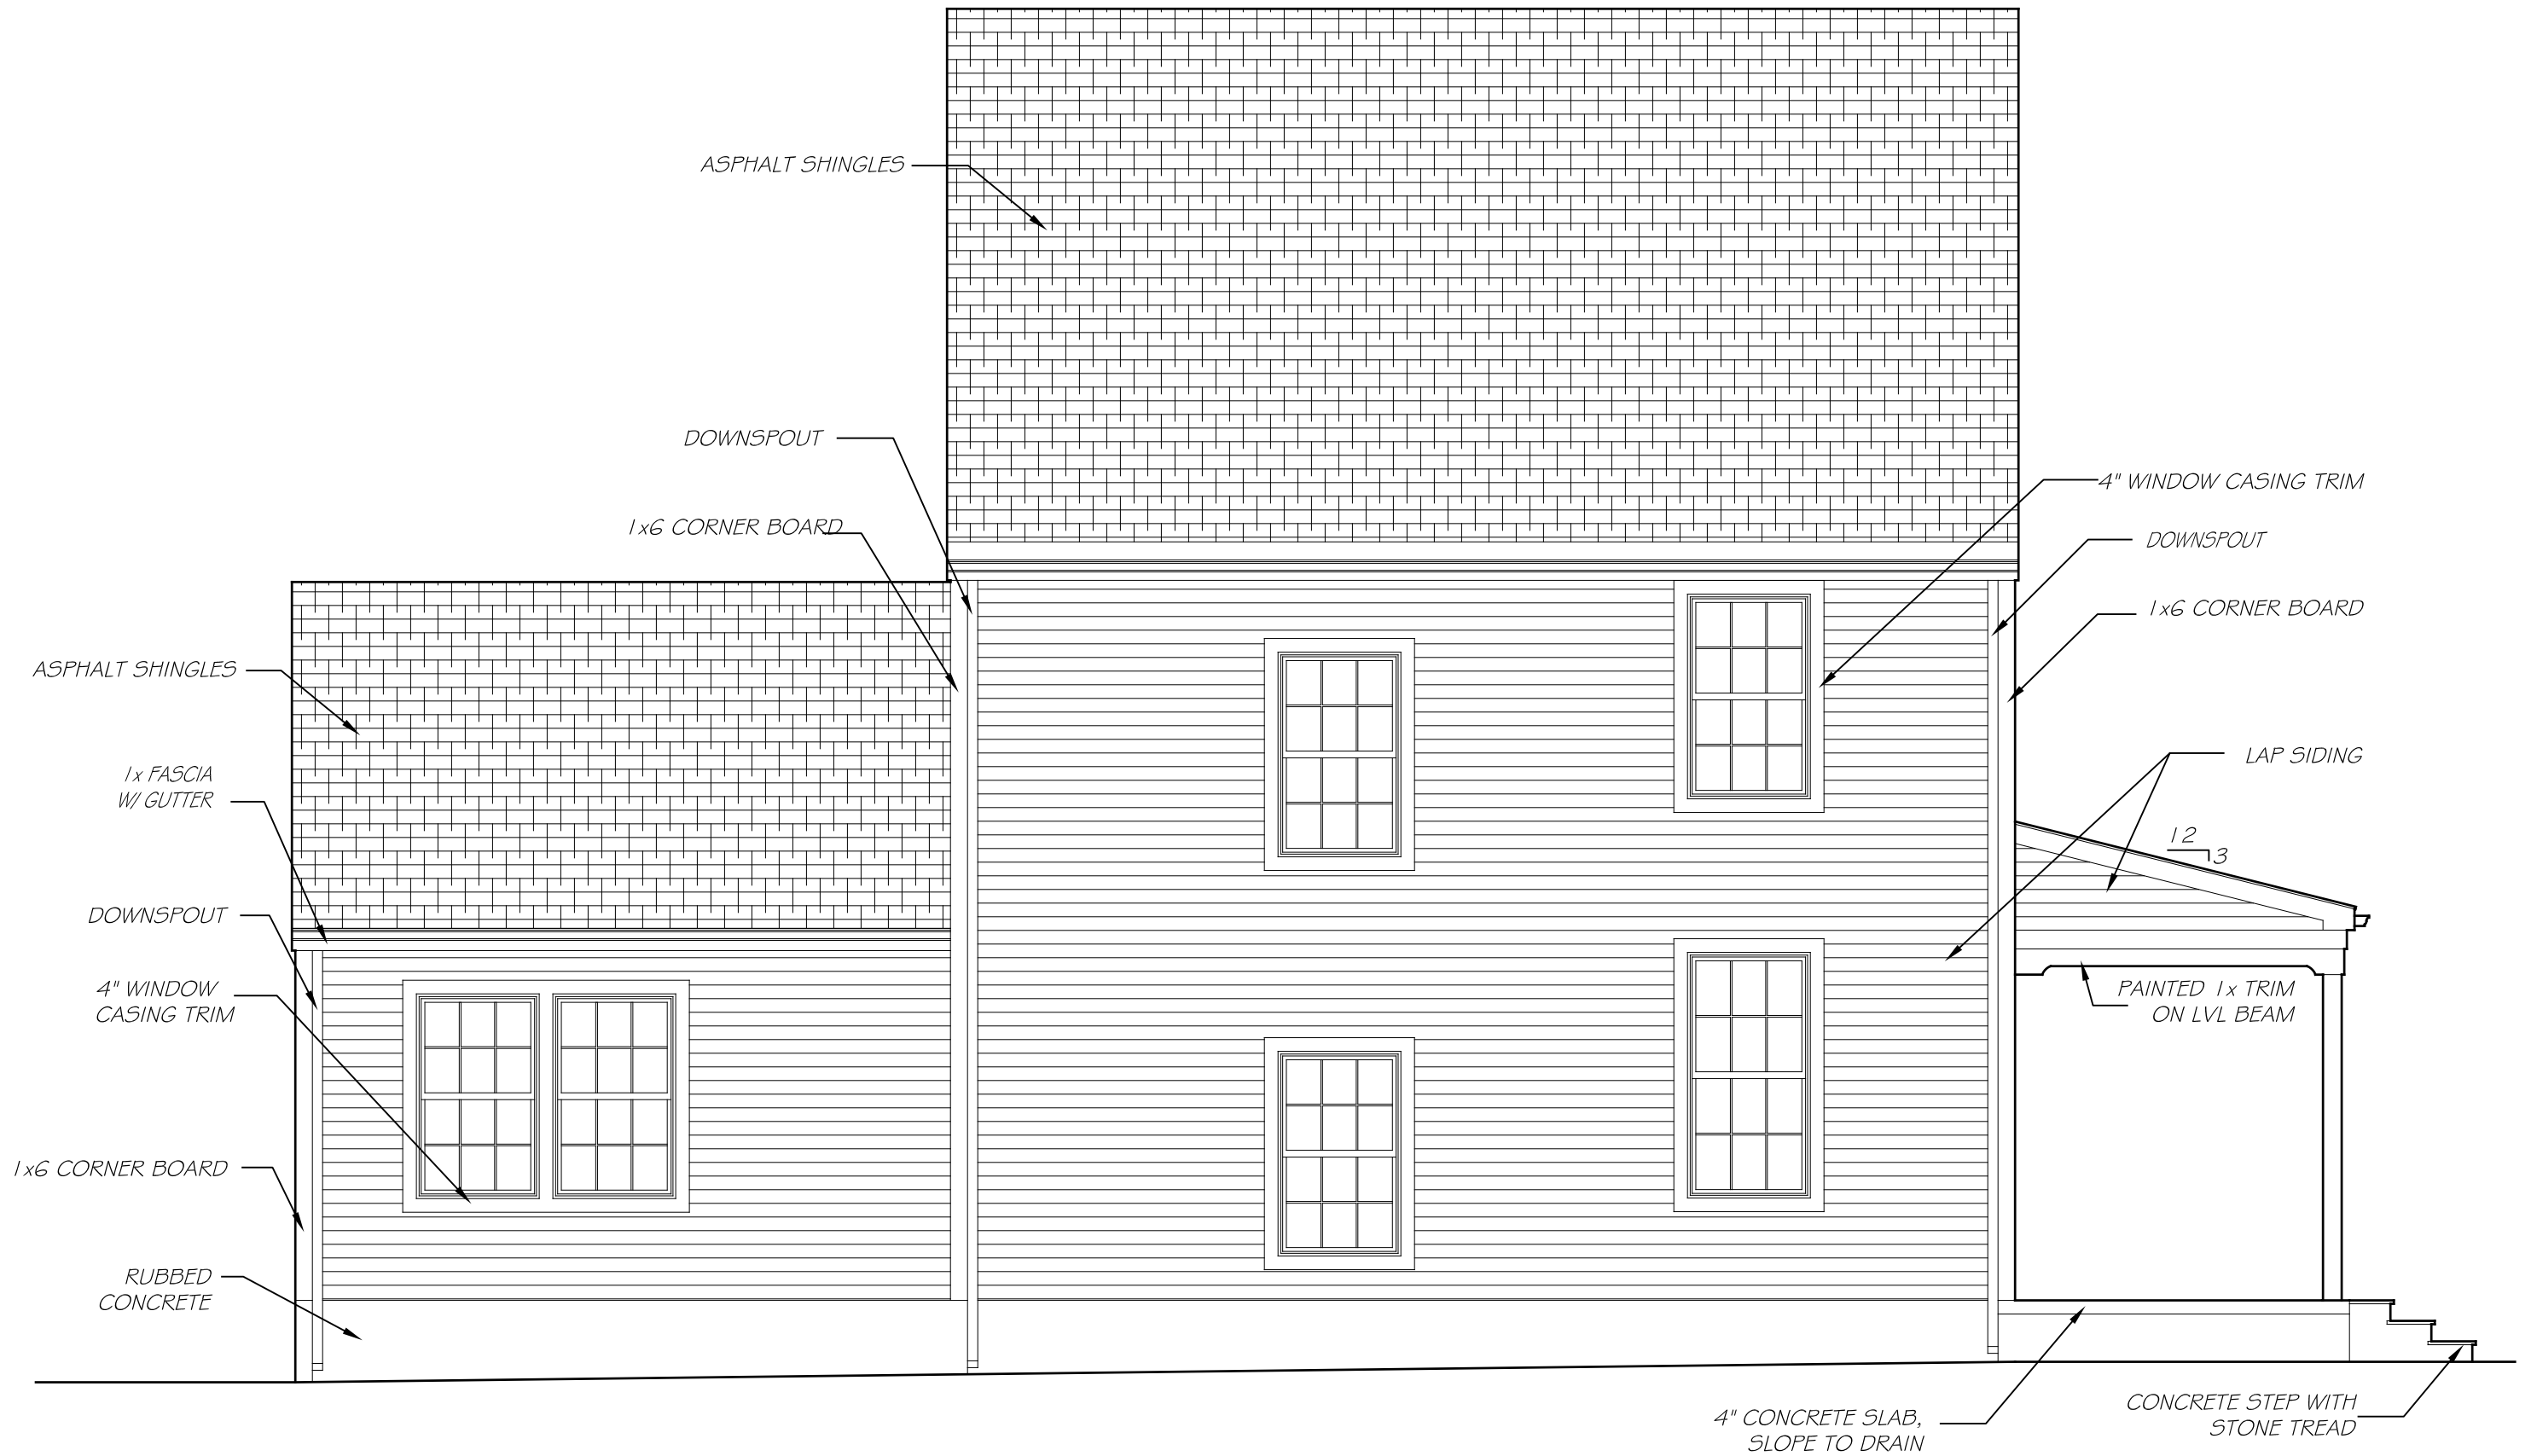 ASPHALT SHINGLES
DOWNSPOUT
1x6 CORNER BOARD
ASPHALT SHINGLES
1x FASCIA
W/ GUTTER
DOWNSPOUT
4" WINDOW
CASING TRIM
1x6 CORNER BOARD
RUBBED
CONCRETE
4" WINDOW CASING TRIM
DOWNSPOUT
1x6 CORNER BOARD
LAP SIDING
12
3
PAINTED 1x TRIM
ON LVL BEAM
4" CONCRETE SLAB,
SLOPE TO DRAIN
CONCRETE STEP WITH
STONE TREAD